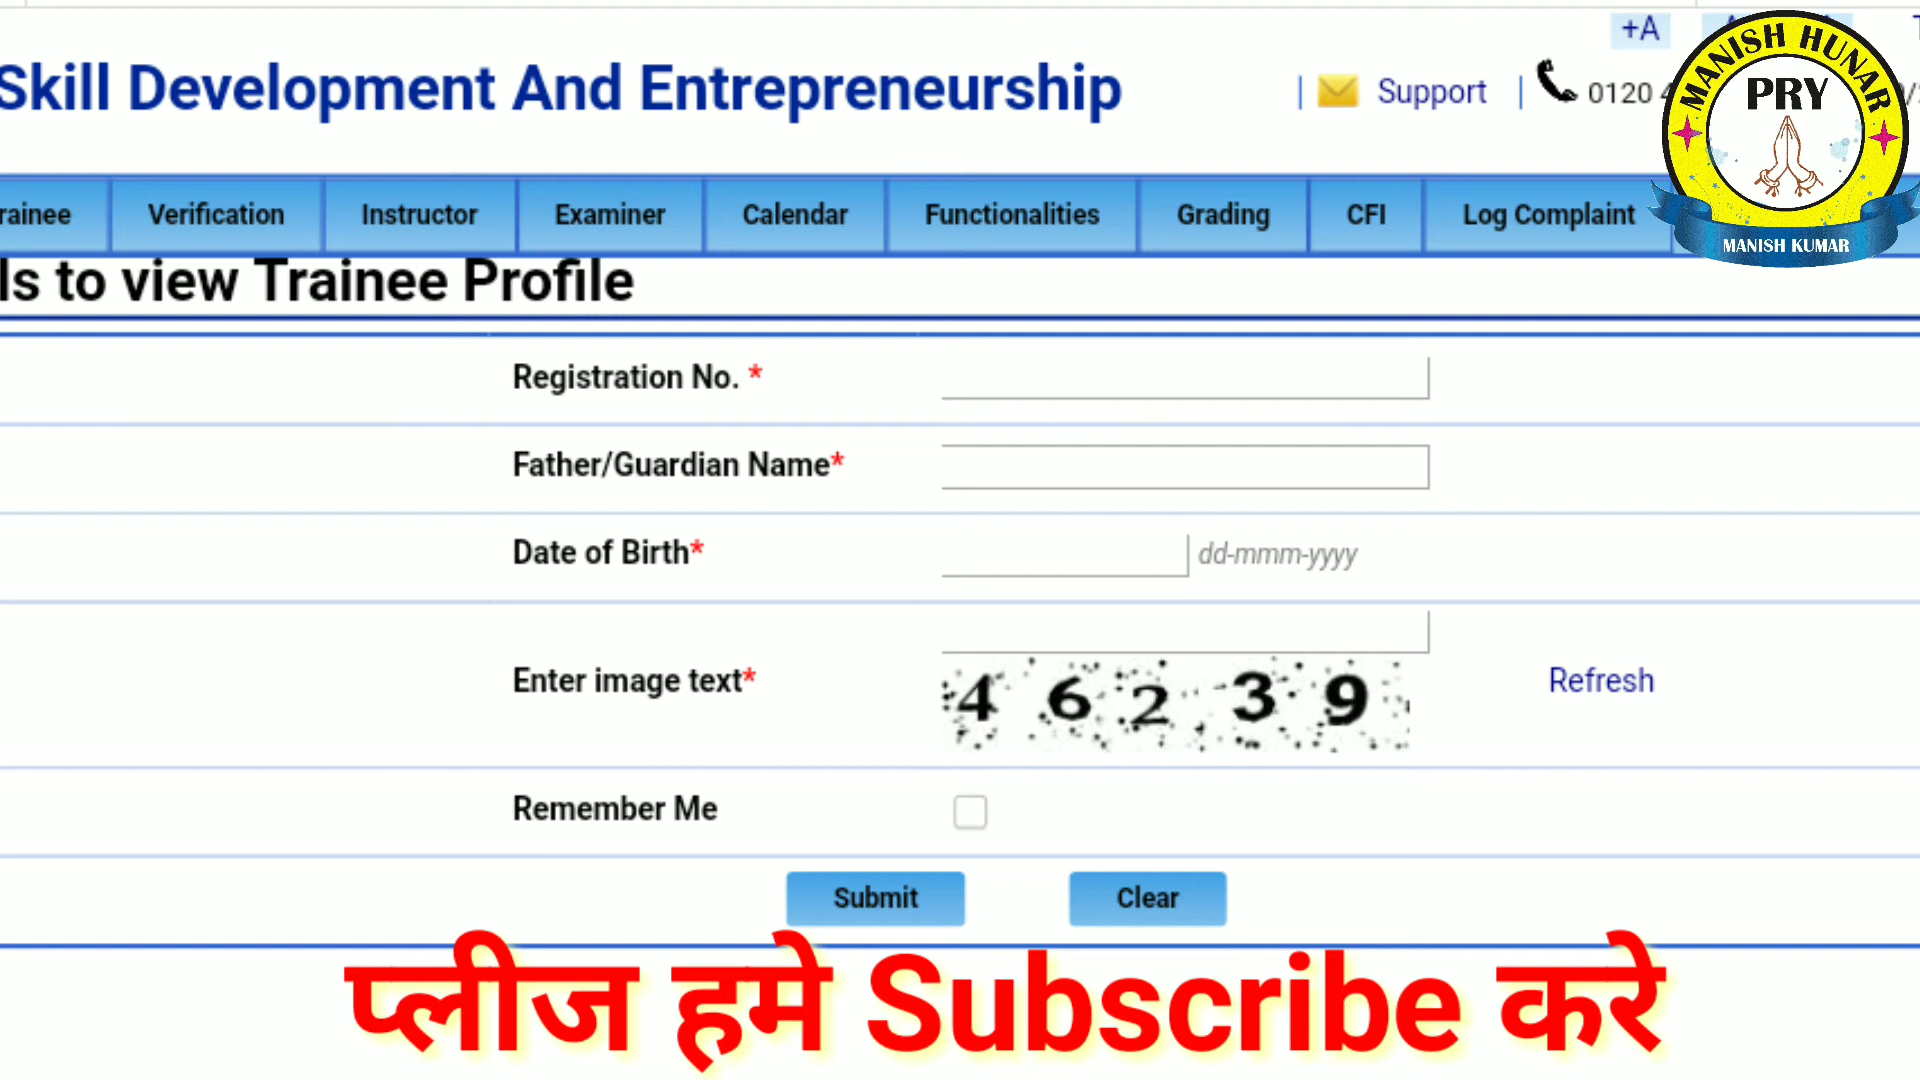 +A
Skill Development And Entrepreneurship
Support
0120
MANISH HUNAR
PRY
MANISH KUMAR
Verification
Instructor
Examiner
Calendar
Functionalities
Grading
CFI
Log Complaint
to view Trainee Profile
Registration No. *
Father/Guardian Name*
Date of Birth*
dd-mmm-yyyy
Enter image text*
4 6 2 3 9
Refresh
Remember Me
Submit
Clear
प्लीज हमे Subscribe करे